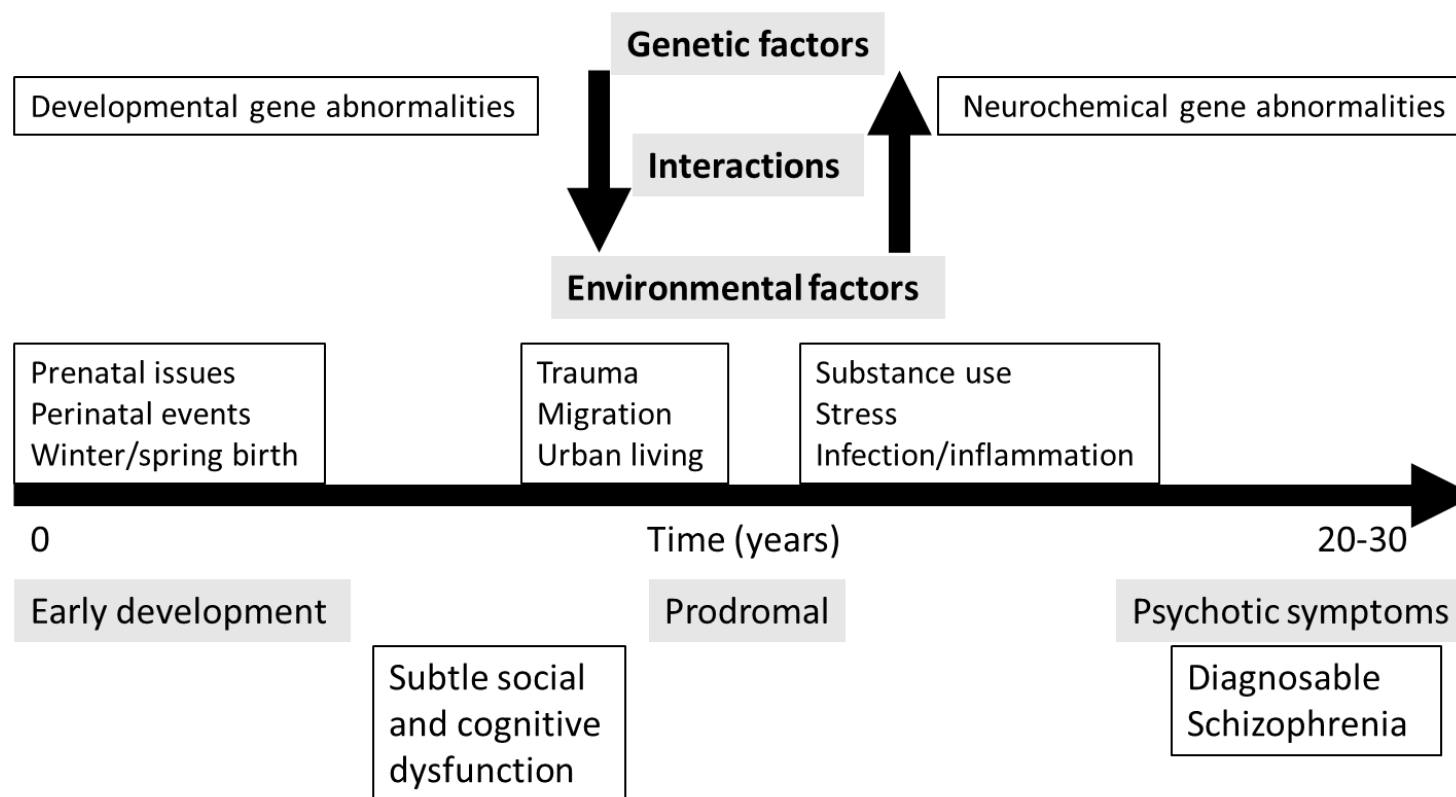 Genetic factors
Developmental gene abnormalities
Neurochemical gene abnormalities
Interactions
Environmental factors
Prenatal issues
Perinatal events
Winter/spring birth
Trauma
Migration
Urban living
Substance use
Stress
Infection/inflammation
0
Time (years)
20-30
Early development
Prodromal
Psychotic symptoms
Subtle social
and cognitive
dysfunction
Diagnosable
Schizophrenia